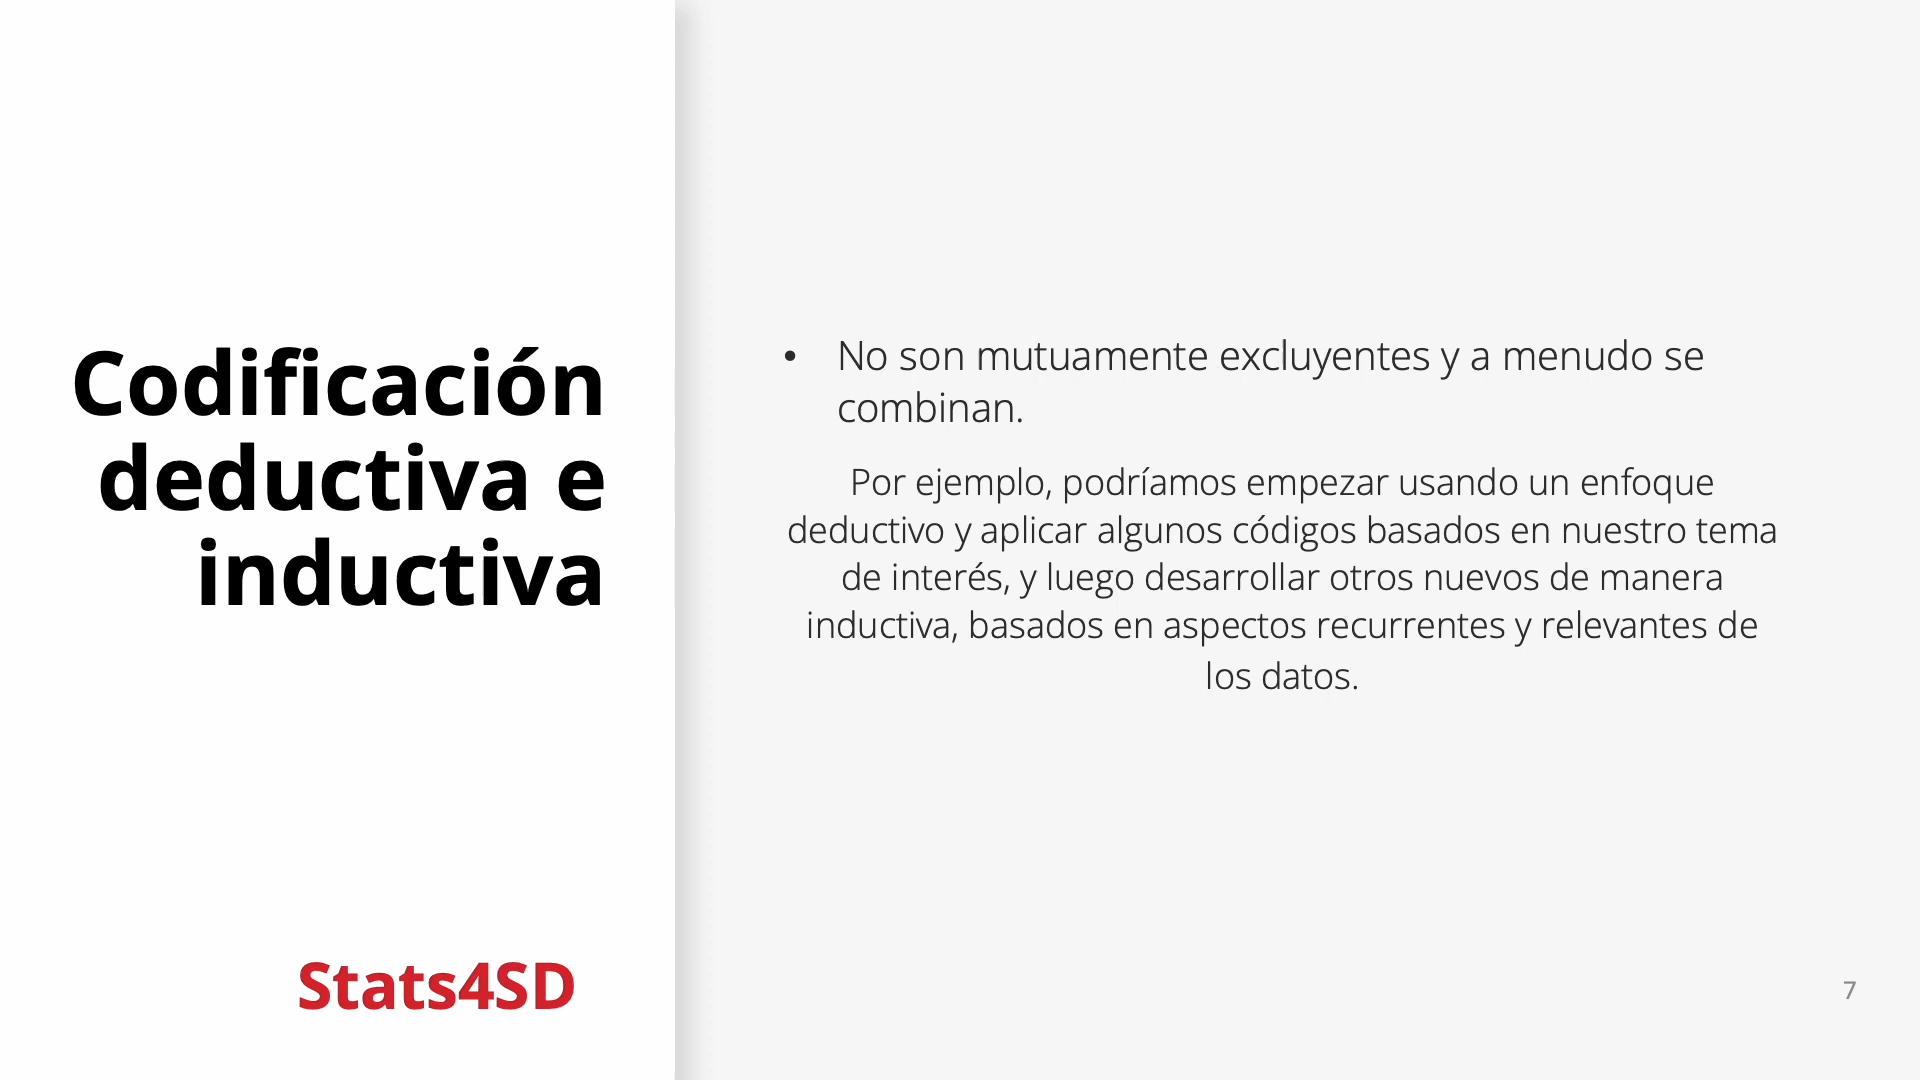 Codificación
deductiva e
inductiva
• No son mutuamente excluyentes y a menudo se
combinan.
Por ejemplo, podríamos empezar usando un enfoque
deductivo y aplicar algunos códigos basados en nuestro tema
de interés, y luego desarrollar otros nuevos de manera
inductiva, basados en aspectos recurrentes y relevantes de
los datos.
Stats4SD
7